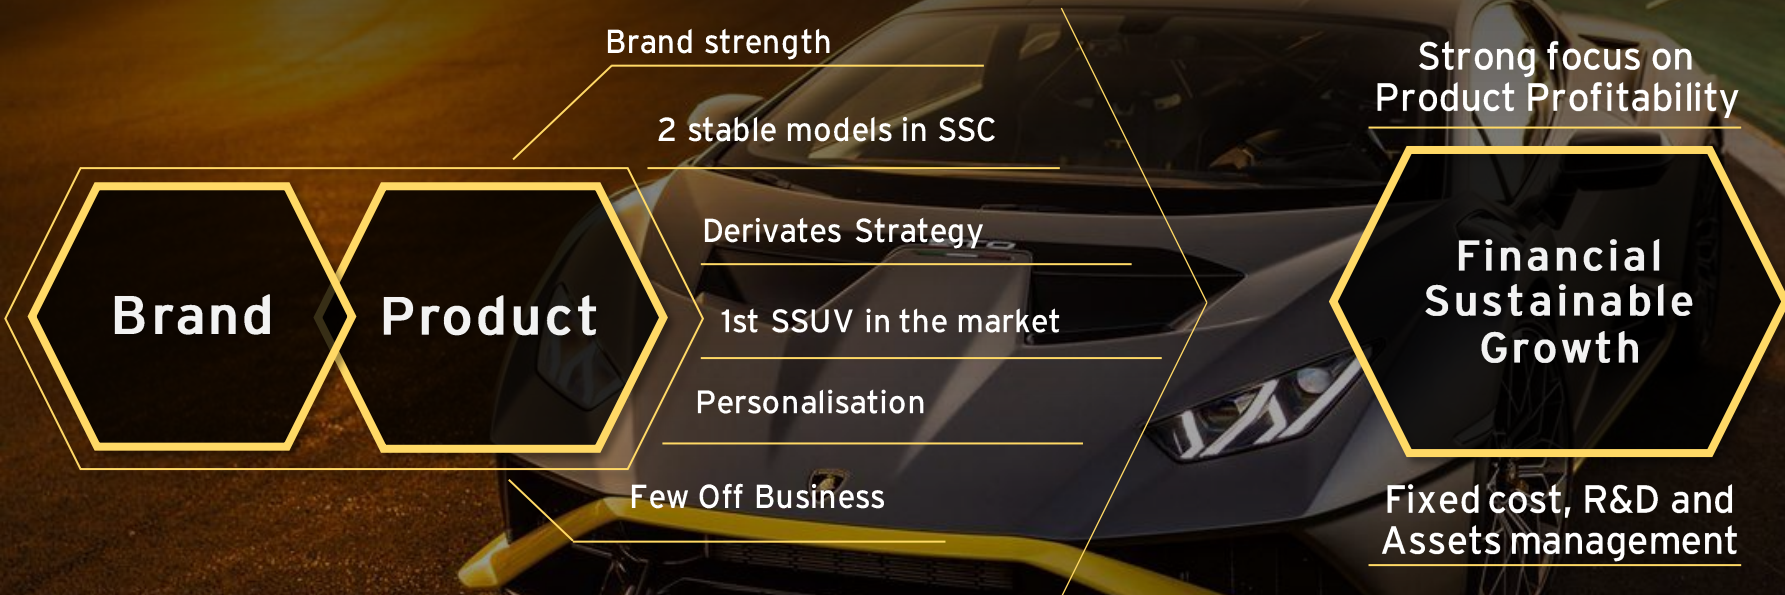 Brand strength
2 stable models in SSC
Derivates Strategy
1st SSUV in the market
Personalisation
Few Off Business
Brand
Product
Strong focus on
Product Profitability
Financial
Sustainable
Growth
Fixed cost, R&D and
Assets management